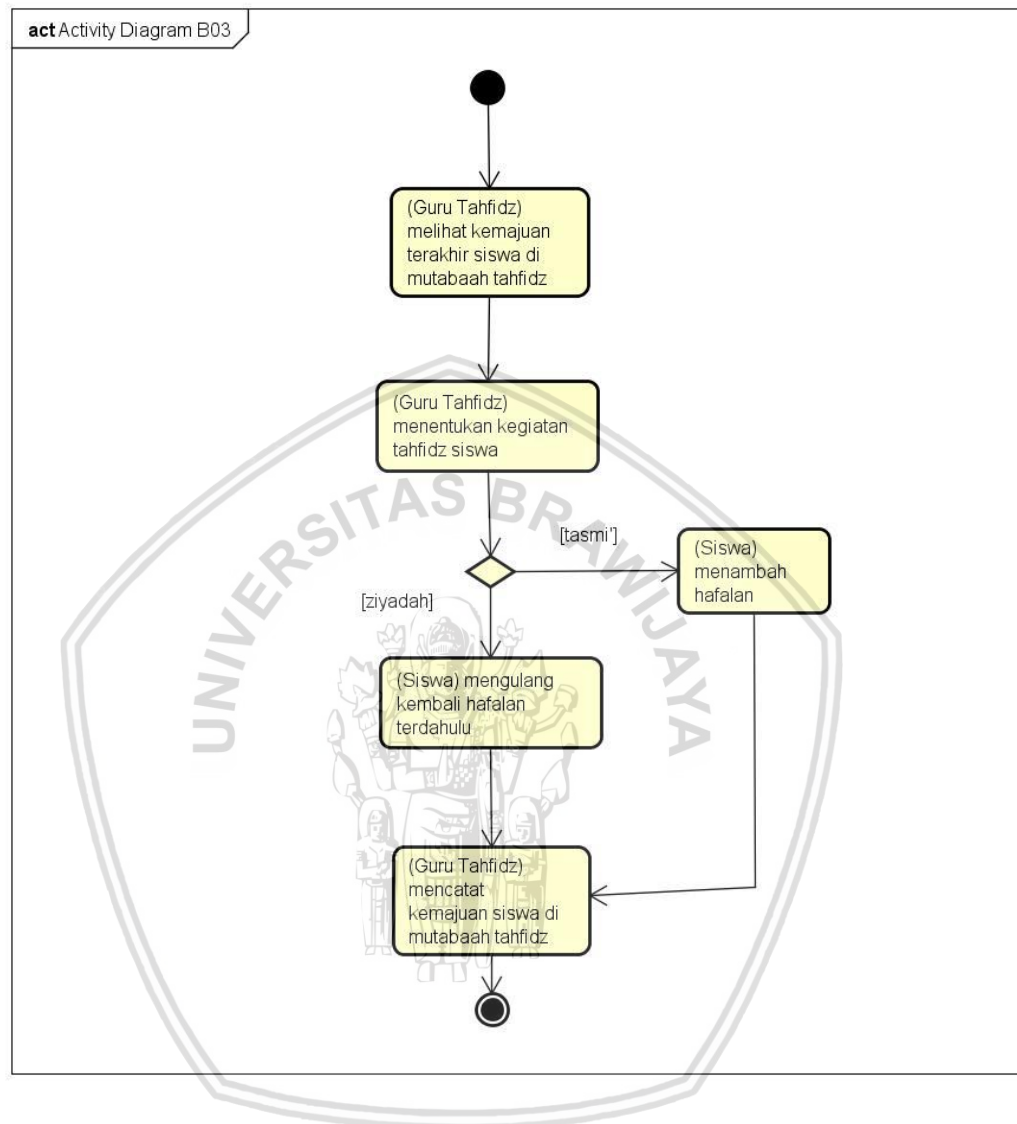 act Activity Diagram B03
(Guru Tahfidz)
melihat kemajuan
terakhir siswa di
mutabaah tahfidz
(Guru Tahfidz)
menentukan kegiatan
tahfidz siswa
UNIVERSITAS BRAWIJAYA
[tasmi']
(Siswa)
menambah
hafalan
[ziyadah]
(Siswa) mengulang
kembali hafalan
terdahulu
(Guru Tahfidz)
mencatat
kemajuan siswa di
mutabaah tahfidz